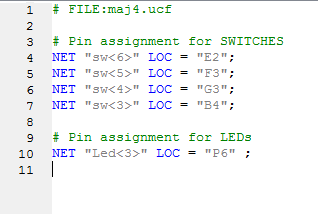 1 # FILE:maj4.ucf
2
3 # Pin assignment for SWITCHES
4 NET "sw<6>" LOC = "E2";
5 NET "sw<5>" LOC = "F3";
6 NET "sw<4>" LOC = "G3";
7 NET "sw<3>" LOC = "B4";
8
9 # Pin assignment for LEDs
10 NET "Led<3>" LOC = "P6" ;
11